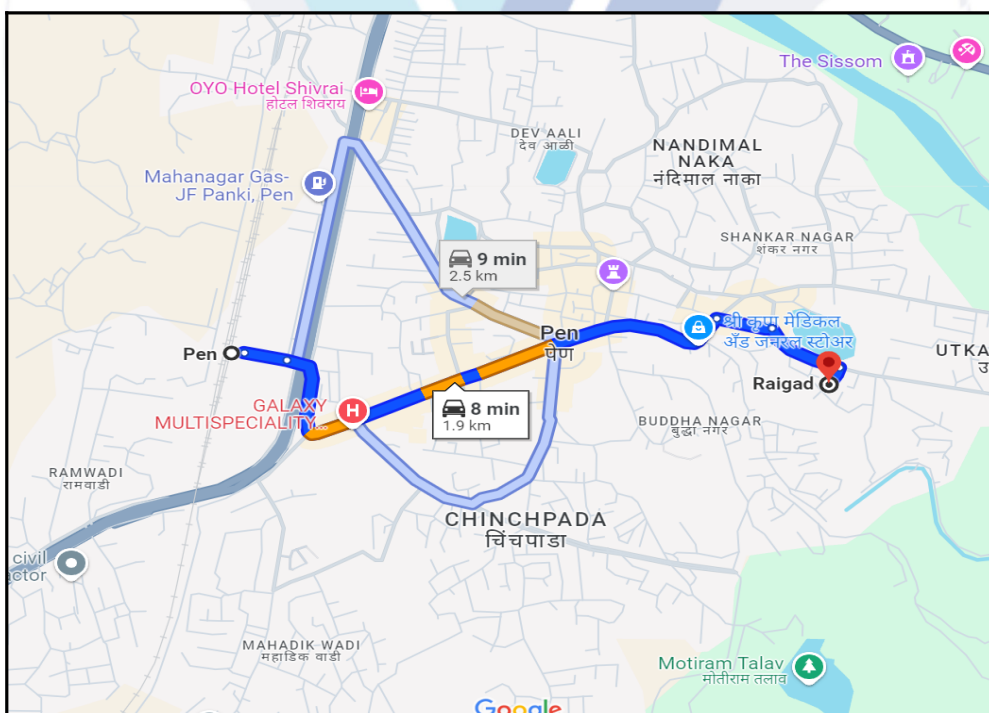 The Sissom
OYO Hotel Shivrai
होटल शिवराय
DEV AALI
देव आळी
NANDIMAL
NAKA
नंदिमाल नाका
Mahanagar Gas-
JF Panki, Pen
SHANKAR NAGAR
शंकर नगर
9 min
2.5 km
Pen
पेण
श्री कृपा मेडिकल
अँड जनरल स्टोअर
UTKA
उ
Pen
Raigad
GALAXY
MULTISPECIALITY...
H
8 min
1.9 km
BUDDHA NAGAR
बुद्धा नगर
RAMWADI
रामवाडी
CHINCHPADA
चिंचपाडा
civil
ctor
MAHADIK WADI
महाडिक वाडी
Motiram Talav
मोतीराम तलाव
Google